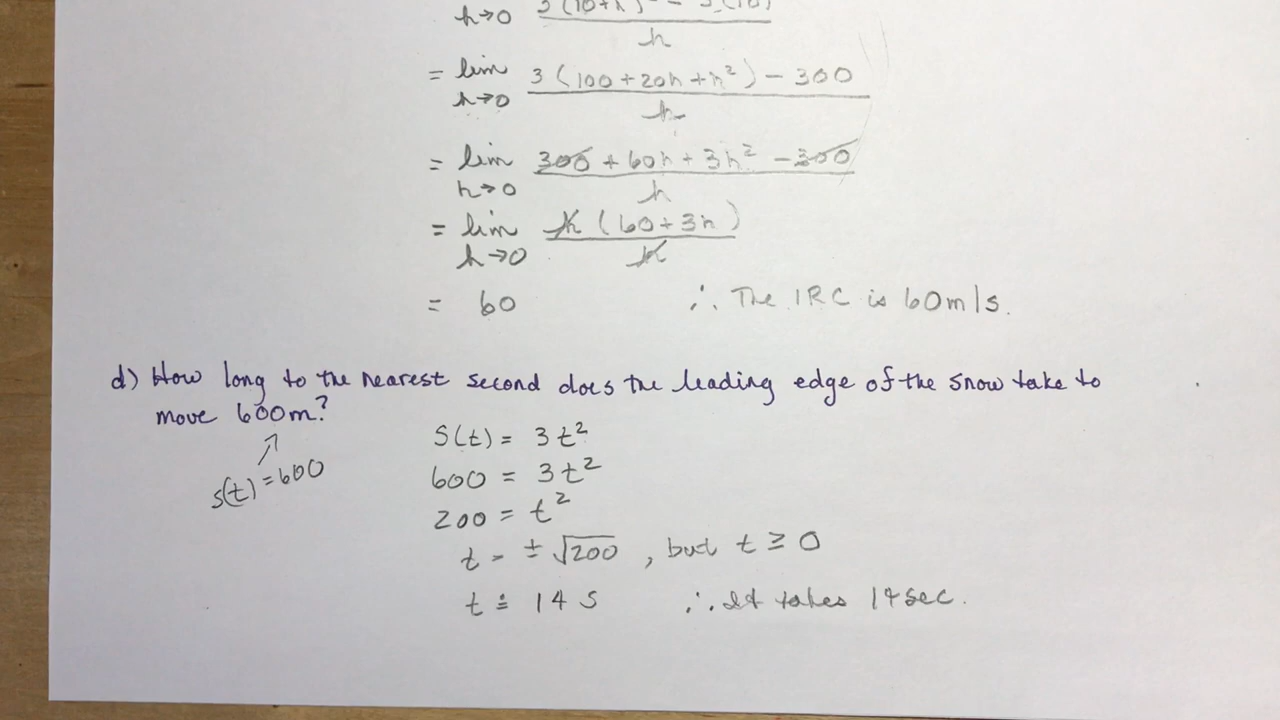 h→0
h
= lim 3(100+20h+h²) - 300
h→0 h
= lim 300 + 60h + 3h² - 300
h→0 h
= lim h(60+3h)
h→0 h
= 60 ∴ The IRC is 60m/s.
d) How long to the nearest second does the leading edge of the snow take to
move 600m?
s(t) = 600
S(t) = 3t²
600 = 3t²
200 = t²
t = ±√200, but t ≥ 0
t ≐ 14 s ∴ It takes 14 sec.